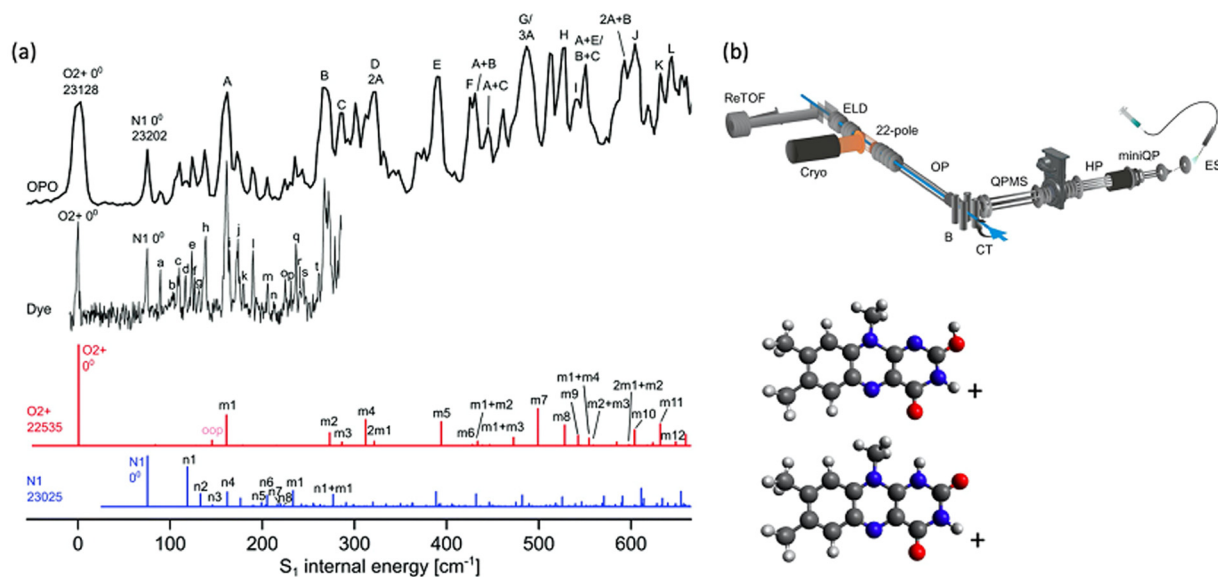 (a)
O2+ 0⁰
23128
N1 0⁰
23202
A
B
C
D
2A
E
F
A+B
A+C
G/
3A
H
I
A+E/
B+C
2A+B
J
K
L
OPO
O2+ 0⁰
N1 0⁰
a
b
c
d
e
f
g
h
i
j
k
l
m
n
o
p
q
r
s
t
Dye
O2+
0⁰
oop
m1
m2
m3
m4
2m1
m5
m6
m1+m2
m1+m3
m7
m8
m9
m1+m4
m2+m3
2m1+m2
m10
m11
m12
O2+
22535
N1
0⁰
n1
n2
n3
n4
n5
n6
n7
n8
m1
n1+m1
N1
23025
0 100 200 300 400 500 600
S₁ internal energy [cm⁻¹]
(b)
ReTOF
ELD
22-pole
Cryo
OP
QPMS
HP
miniQP
ES
B
CT
+
+